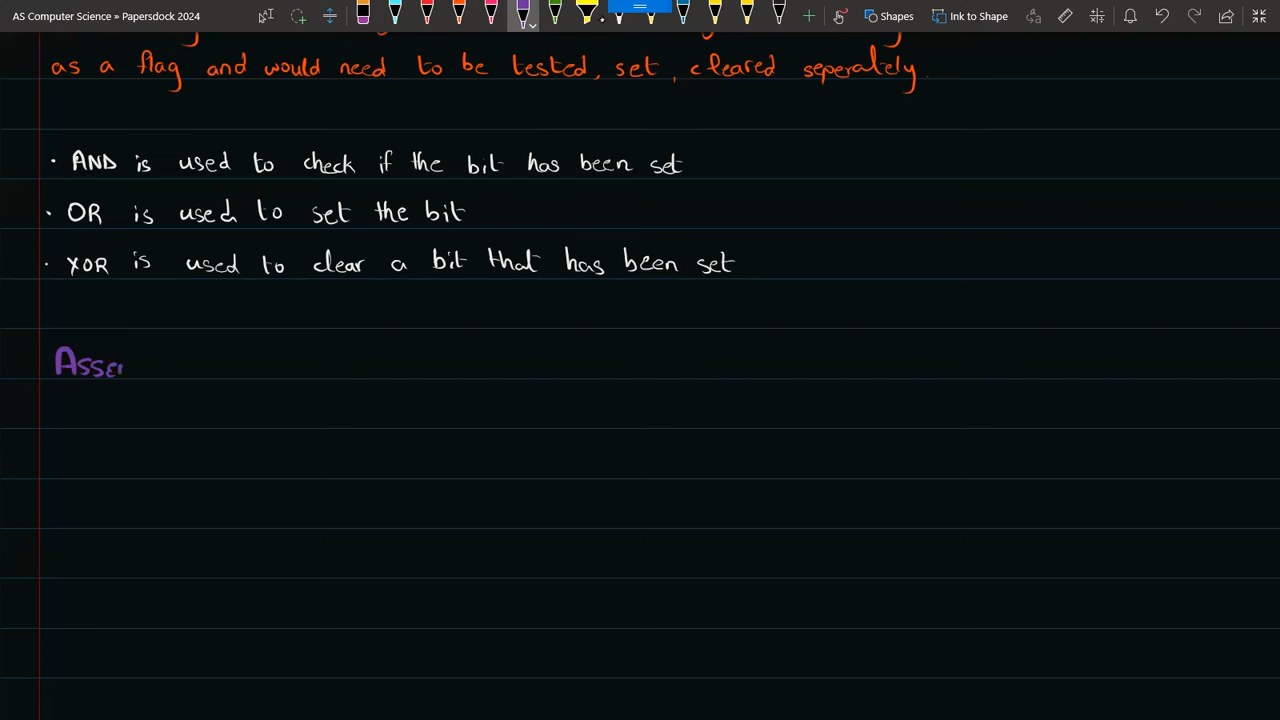 AS Computer Science » Papersdock 2024
Shapes
Ink to Shape
as a flag and would need to be tested, set, cleared seperately.
· AND is used to check if the bit has been set
· OR is used to set the bit
· XOR is used to clear a bit that has been set